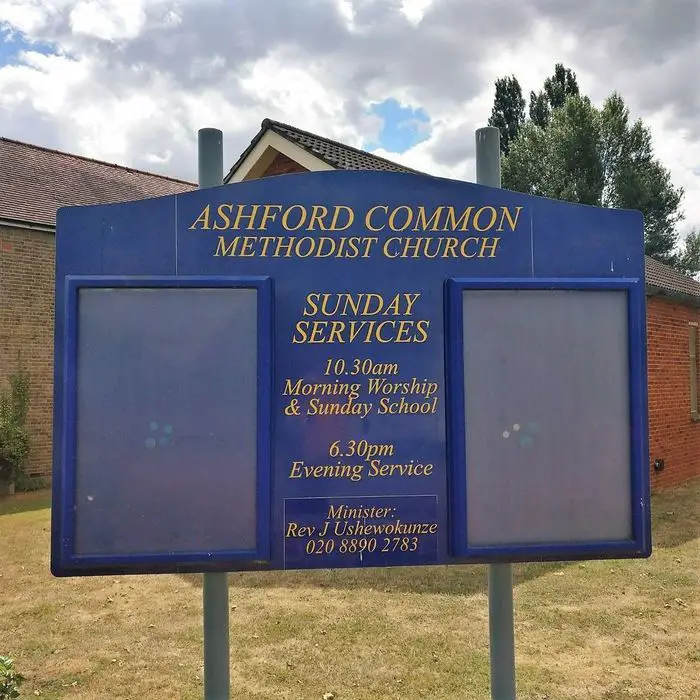 ASHFORD COMMON
METHODIST CHURCH
SUNDAY
SERVICES
10.30am
Morning Worship
& Sunday School
6.30pm
Evening Service
Minister:
Rev J Ushewokunze
020 8890 2783